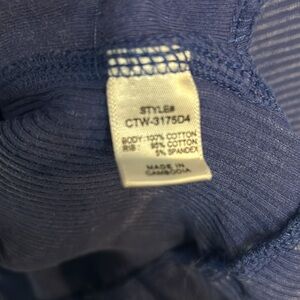 STYLE#
CTW-3175D4
BODY: 100% COTTON
RIB: 95% COTTON
5% SPANDEX
MADE IN
CAMBODIA